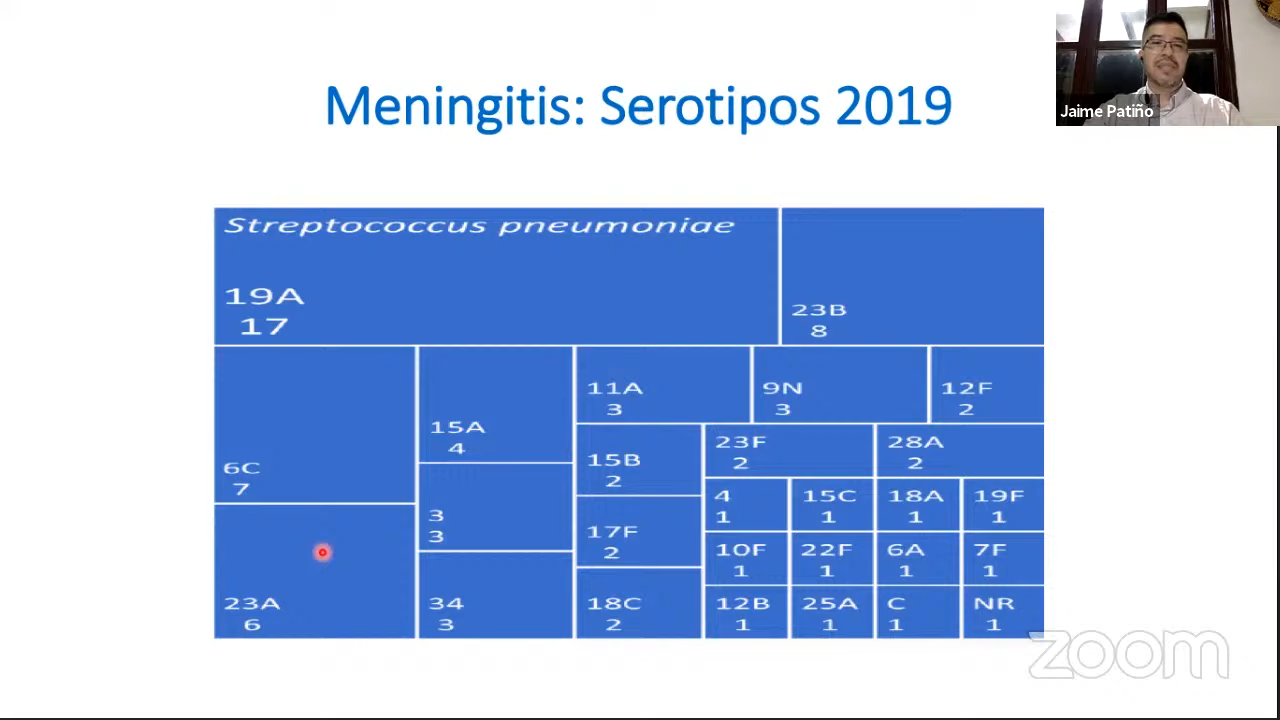 Meningitis: Serotipos 2019
Jaime Patiño
Streptococcus pneumoniae
19A
17
23B
8
6C
7
23A
6
15A
4
3
3
34
3
11A
3
9N
3
12F
2
15B
2
17F
2
18C
2
23F
2
28A
2
4
1
15C
1
18A
1
19F
1
10F
1
22F
1
6A
1
7F
1
12B
1
25A
1
C
1
NR
1
zoom